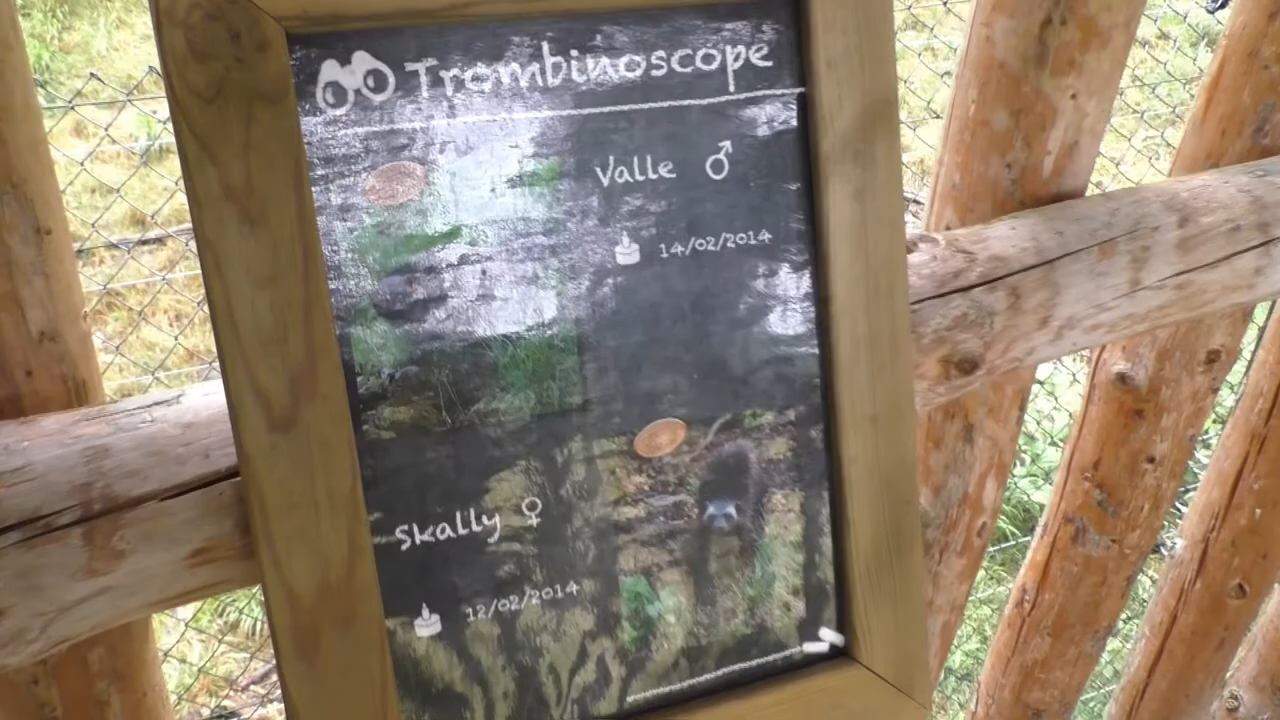 Trombinoscope
Valle ♂
14/02/2014
Skally ♀
12/02/2014